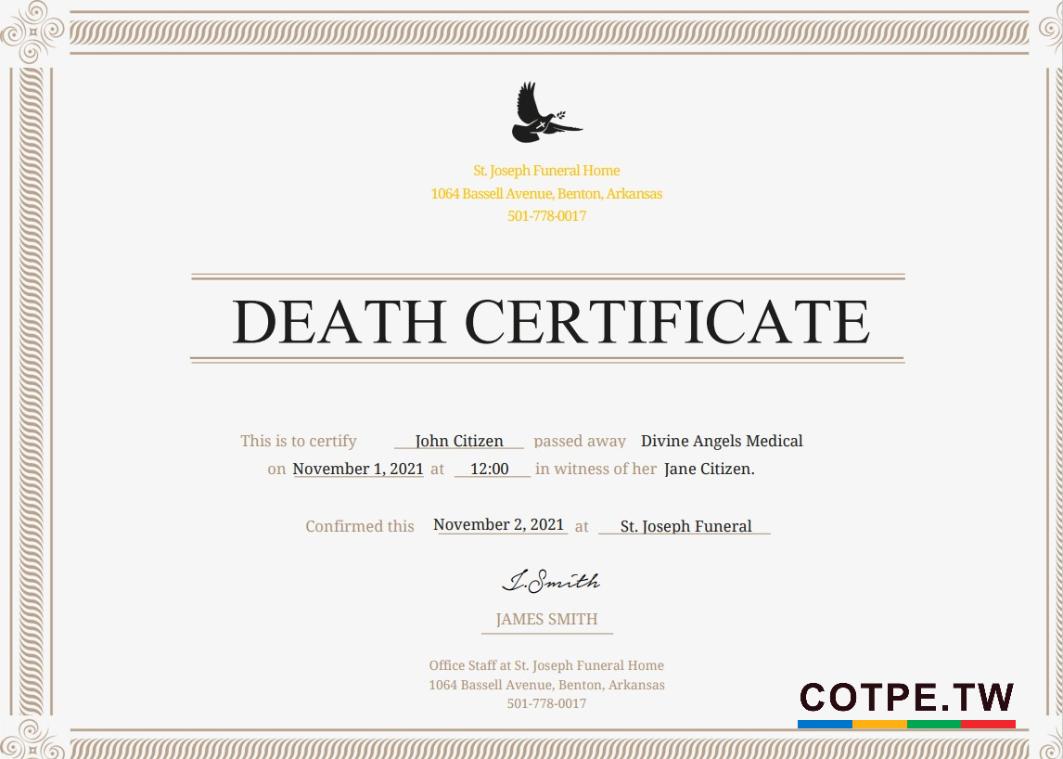 St. Joseph Funeral Home
1064 Bassell Avenue, Benton, Arkansas
501-778-0017
DEATH CERTIFICATE
This is to certify John Citizen passed away Divine Angels Medical
on November 1, 2021 at 12:00 in witness of her Jane Citizen.
Confirmed this November 2, 2021 at St. Joseph Funeral
J.Smith
JAMES SMITH
Office Staff at St. Joseph Funeral Home
1064 Bassell Avenue, Benton, Arkansas
501-778-0017
COTPE.TW